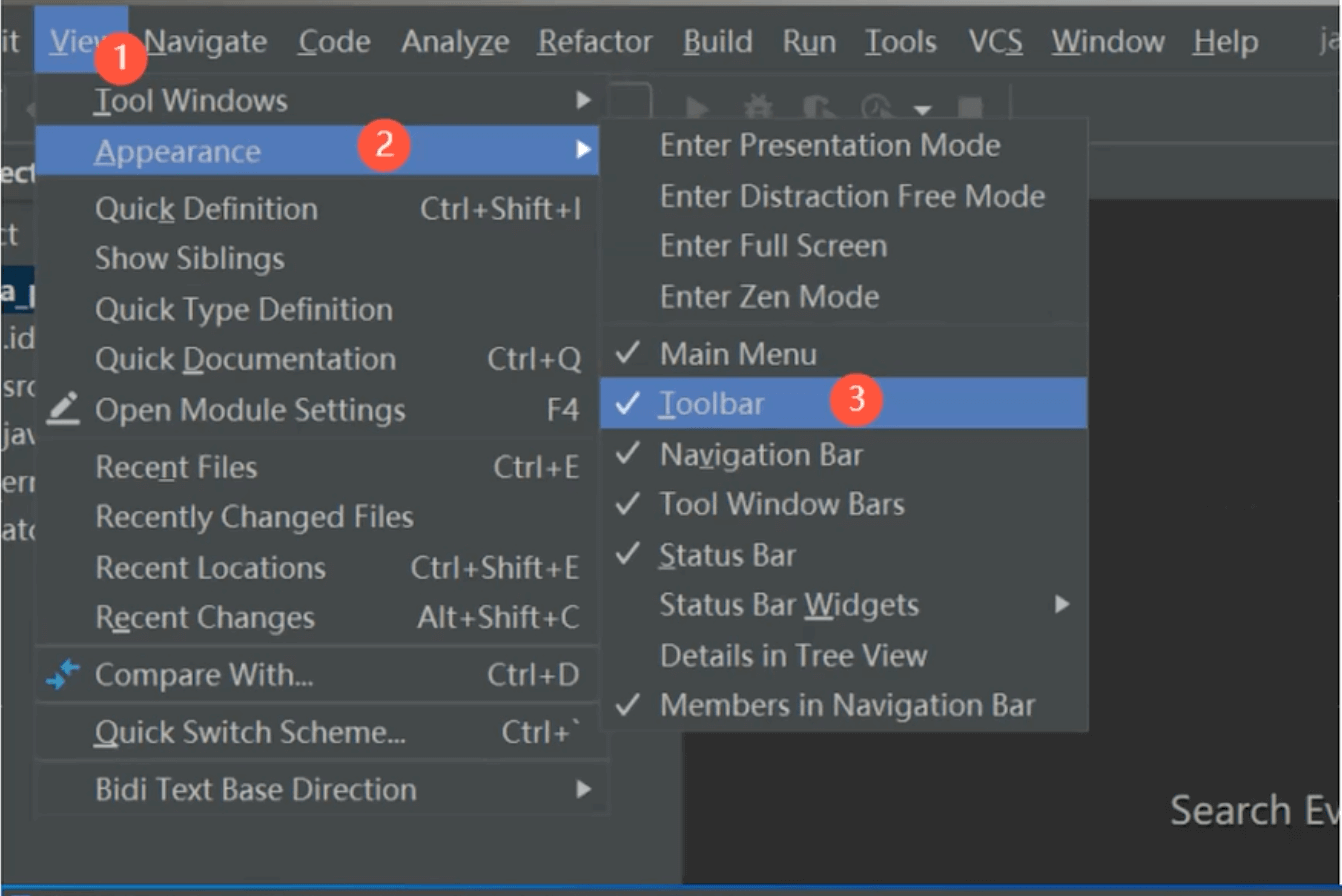 it View Navigate Code Analyze Refactor Build Run Tools VCS Window Help ja
1
Tool Windows
Appearance 2
Quick Definition Ctrl+Shift+I
Show Siblings
Quick Type Definition
Quick Documentation Ctrl+Q
Open Module Settings F4
Recent Files Ctrl+E
Recently Changed Files
Recent Locations Ctrl+Shift+E
Recent Changes Alt+Shift+C
Compare With... Ctrl+D
Quick Switch Scheme... Ctrl+`
Bidi Text Base Direction
Enter Presentation Mode
Enter Distraction Free Mode
Enter Full Screen
Enter Zen Mode
Main Menu
Toolbar 3
Navigation Bar
Tool Window Bars
Status Bar
Status Bar Widgets
Details in Tree View
Members in Navigation Bar
ect
ct
a_p
.id
src
jav
err
ato
Search Ev